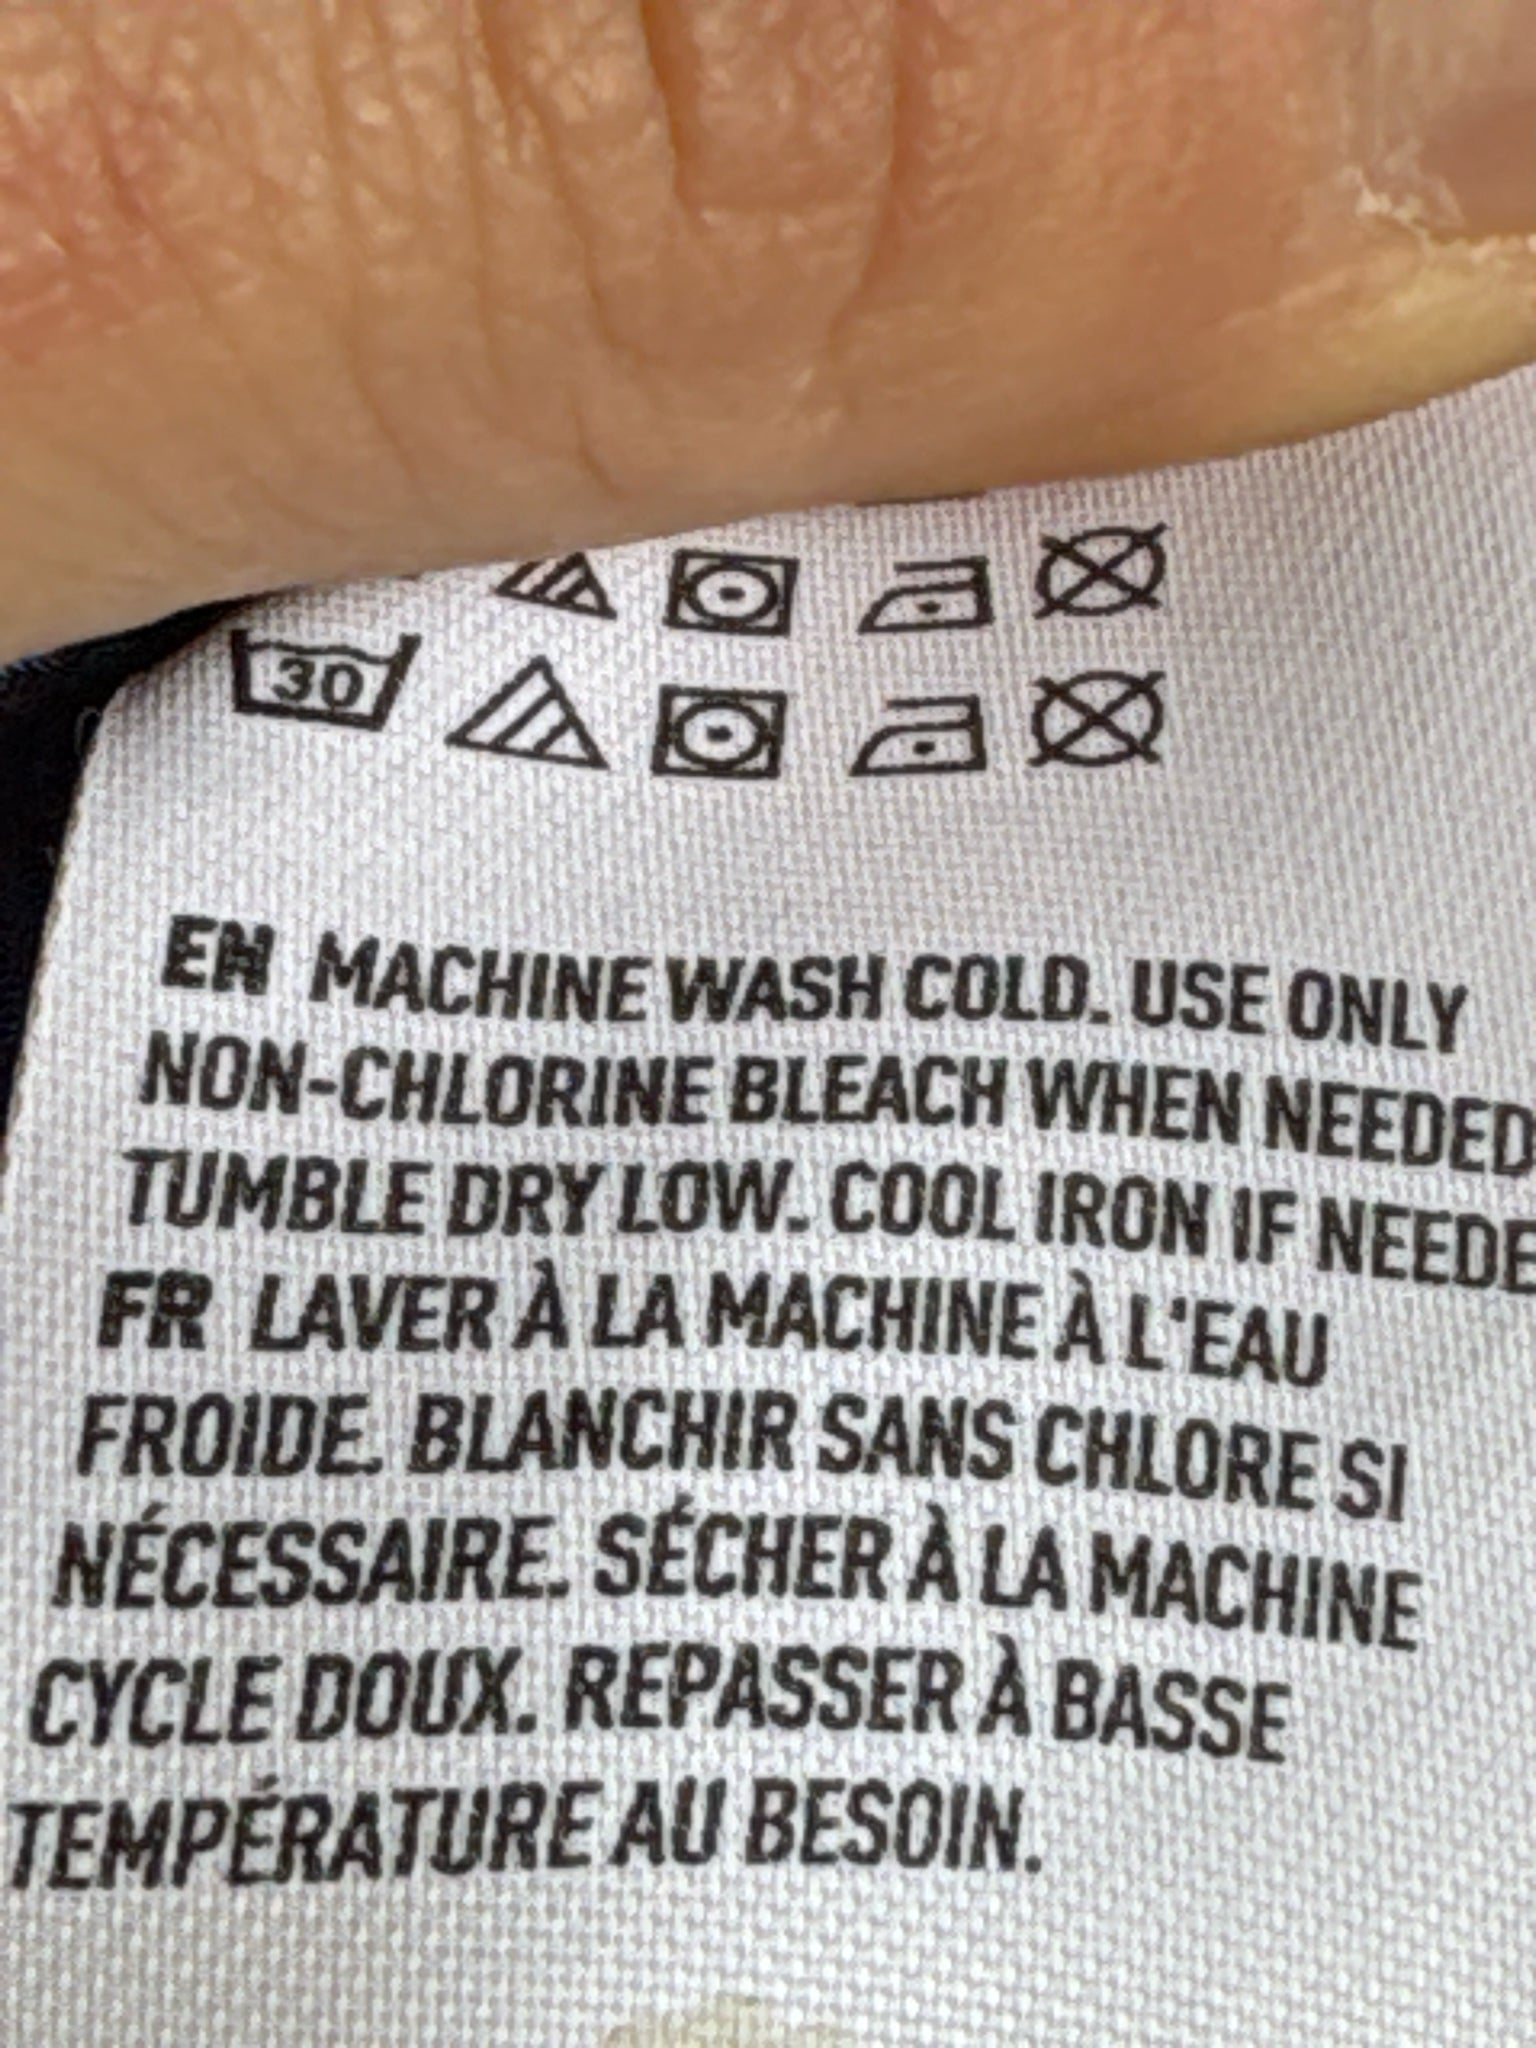 30
EN MACHINE WASH COLD. USE ONLY
NON-CHLORINE BLEACH WHEN NEEDED.
TUMBLE DRY LOW. COOL IRON IF NEEDE
FR LAVER À LA MACHINE À L'EAU
FROIDE. BLANCHIR SANS CHLORE SI
NÉCESSAIRE. SÉCHER À LA MACHINE
CYCLE DOUX. REPASSER À BASSE
TEMPÉRATURE AU BESOIN.